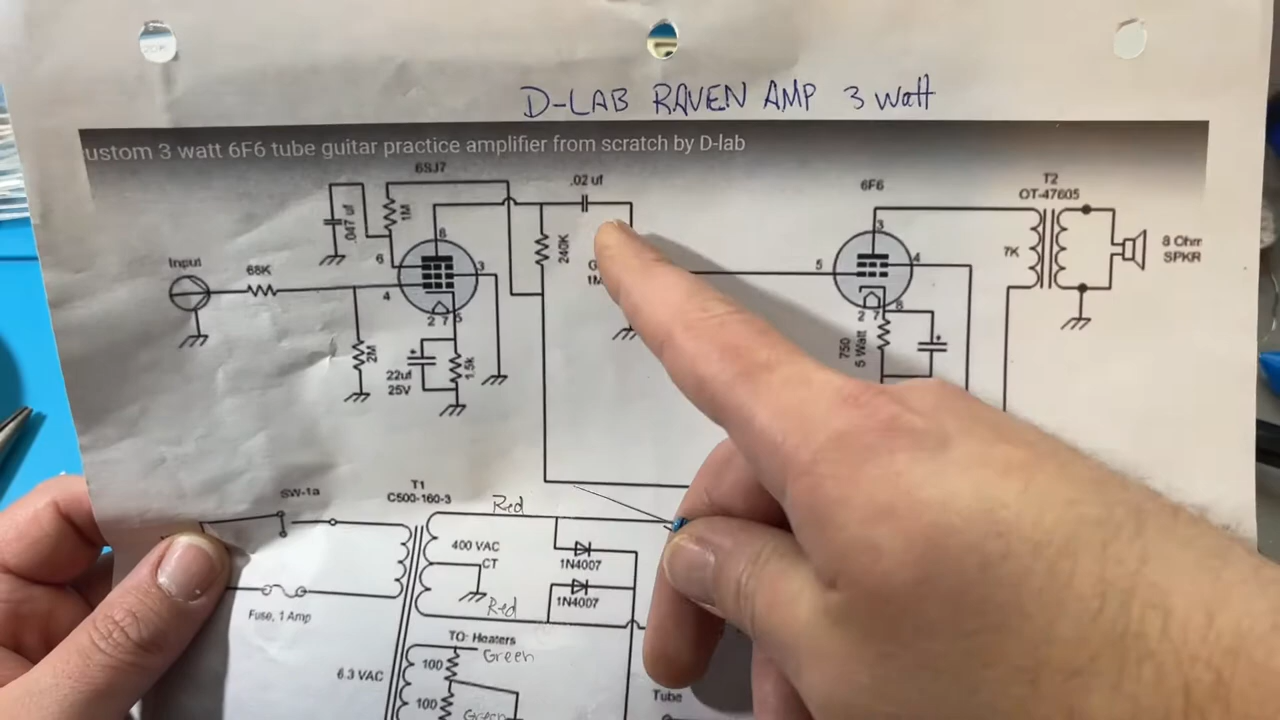 D-LAB RAVEN AMP 3 watt
ustom 3 watt 6F6 tube guitar practice amplifier from scratch by D-lab
6SJ7
.02 uf
6F6
T2
OT-47605
.047 uf
1M
240K
8
6
3
4
2 7 5
Input
68K
2M
22uf
25V
1.5k
G
1M
5
3
4
2 7 8
7K
8 Ohm
SPKR
750
5 Watt
SW-1a
T1
C500-160-3
Red
400 VAC
CT
1N4007
1N4007
Red
Fuse, 1 Amp
TO: Heaters
Green
6.3 VAC
100
100
Green
Tube